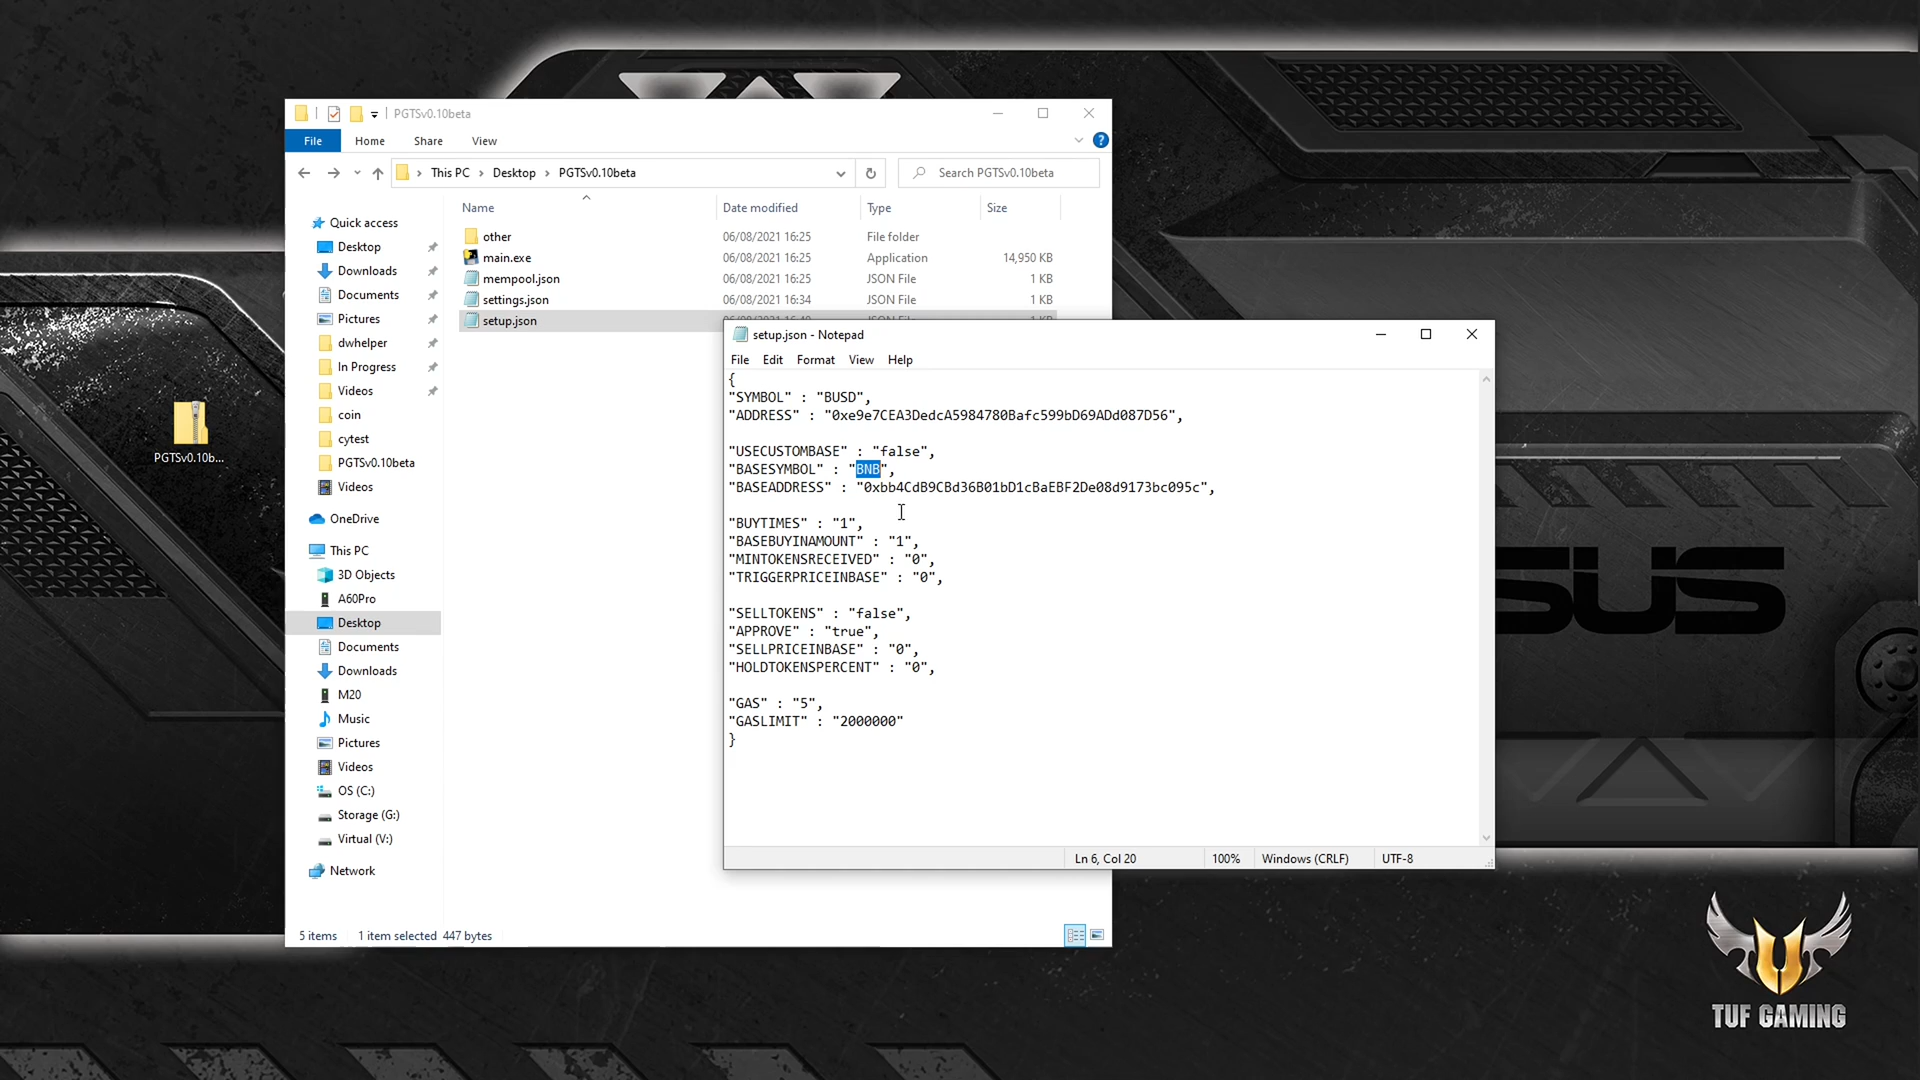 PGTSv0.10beta
File Home Share View
This PC Desktop PGTSv0.10beta
Search PGTSv0.10beta
Name Date modified Type Size
other 06/08/2021 16:25 File folder
main.exe 06/08/2021 16:25 Application 14,950 KB
mempool.json 06/08/2021 16:25 JSON File 1 KB
settings.json 06/08/2021 16:34 JSON File 1 KB
setup.json
Quick access
Desktop
Downloads
Documents
Pictures
dwhelper
In Progress
Videos
coin
cytest
PGTSv0.10beta
Videos
OneDrive
This PC
3D Objects
A60Pro
Desktop
Documents
Downloads
M20
Music
Pictures
Videos
OS (C:)
Storage (G:)
Virtual (V:)
Network
5 items 1 item selected 447 bytes
PGTSv0.10b...
setup.json - Notepad
File Edit Format View Help
{
"SYMBOL" : "BUSD",
"ADDRESS" : "0xe9e7CEA3DedcA5984780Bafc599bD69ADd087D56",
"USECUSTOMBASE" : "false",
"BASESYMBOL" : "BNB",
"BASEADDRESS" : "0xbb4CdB9CBd36B01bD1cBaEBF2De08d9173bc095c",
"BUYTIMES" : "1",
"BASEBUYINAMOUNT" : "1",
"MINTOKENSRECEIVED" : "0",
"TRIGGERPRICEINBASE" : "0",
"SELLTOKENS" : "false",
"APPROVE" : "true",
"SELLPRICEINBASE" : "0",
"HOLDTOKENSPERCENT" : "0",
"GAS" : "5",
"GASLIMIT" : "2000000"
}
Ln 6, Col 20 100% Windows (CRLF) UTF-8
SUS
TUF GAMING